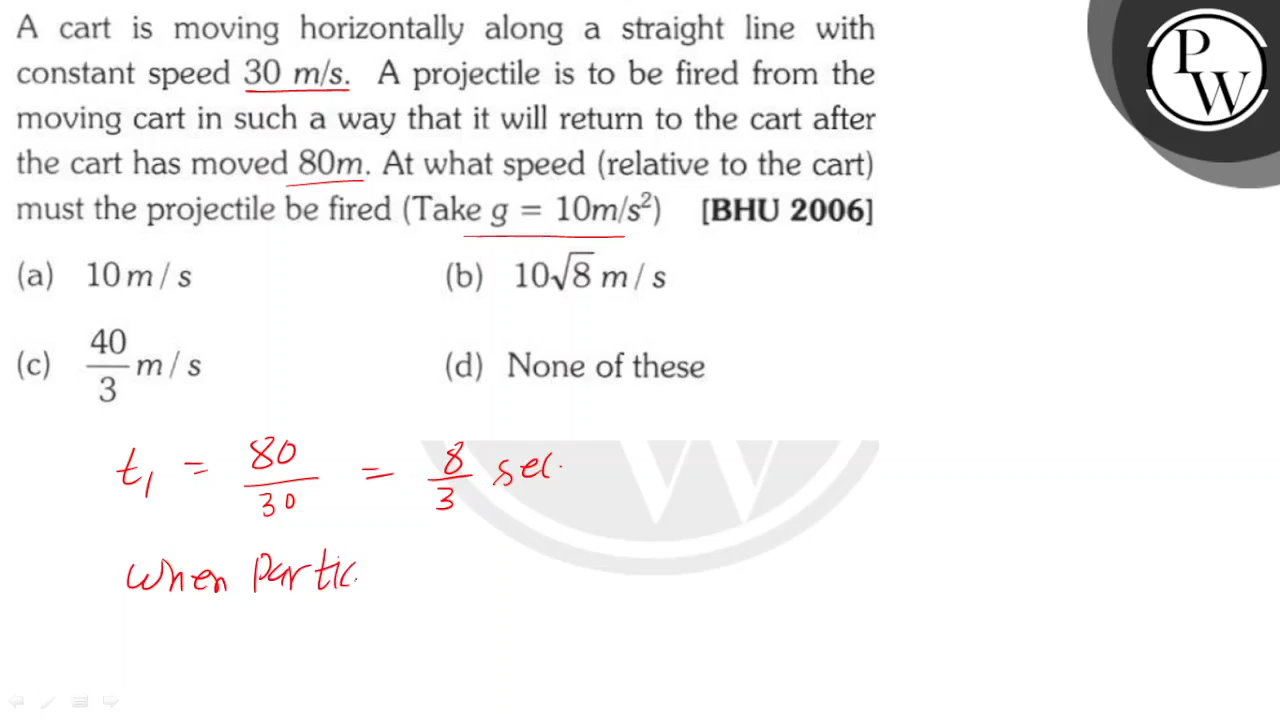 A cart is moving horizontally along a straight line with
constant speed 30 m/s. A projectile is to be fired from the
moving cart in such a way that it will return to the cart after
the cart has moved 80m. At what speed (relative to the cart)
must the projectile be fired (Take g = 10m/s²) [BHU 2006]
(a) 10 m / s (b) 10√8 m / s
(c) 40/3 m / s (d) None of these
t₁ = 80/30 = 8/3 sec.
when partic
P
W